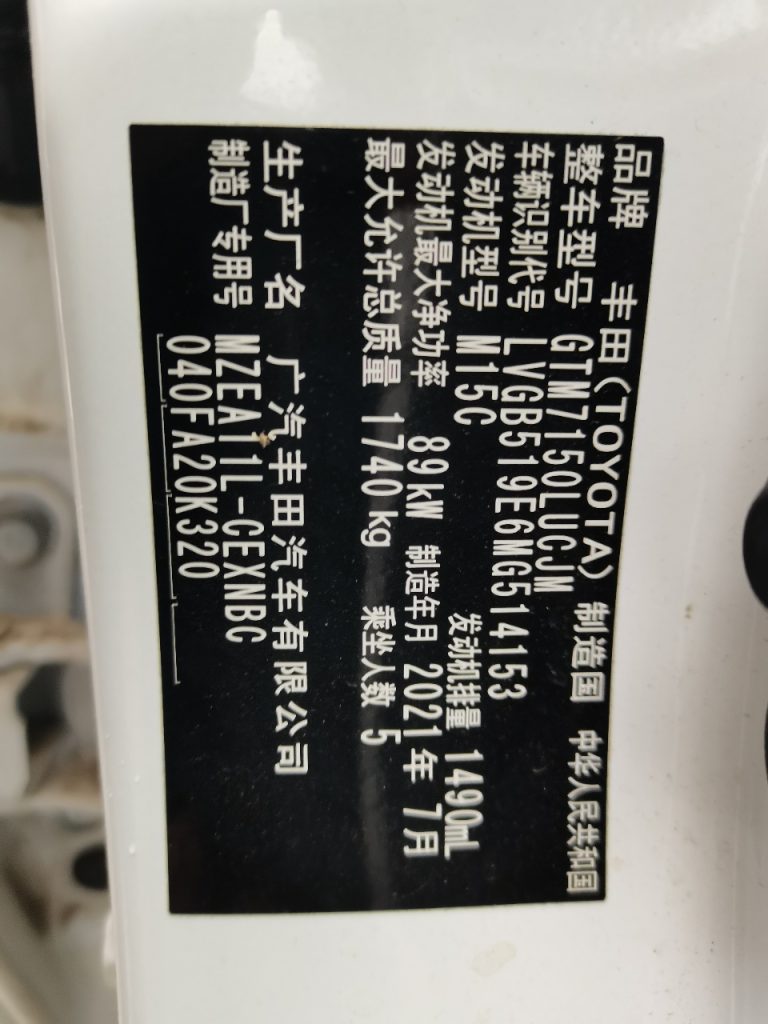 品牌 丰田(TOYOTA) 制造国 中华人民共和国
整车型号 GTM7150LUCJM
车辆识别代号 LVGB519E6MG514153
发动机型号 M15C 发动机排量 1490mL
发动机最大净功率 89kW 制造年月 2021年 7月
最大允许总质量 1740kg 乘坐人数 5
生产厂名 广汽丰田汽车有限公司
制造厂专用号 MZEA11L-CEXNBC
040FA20K320